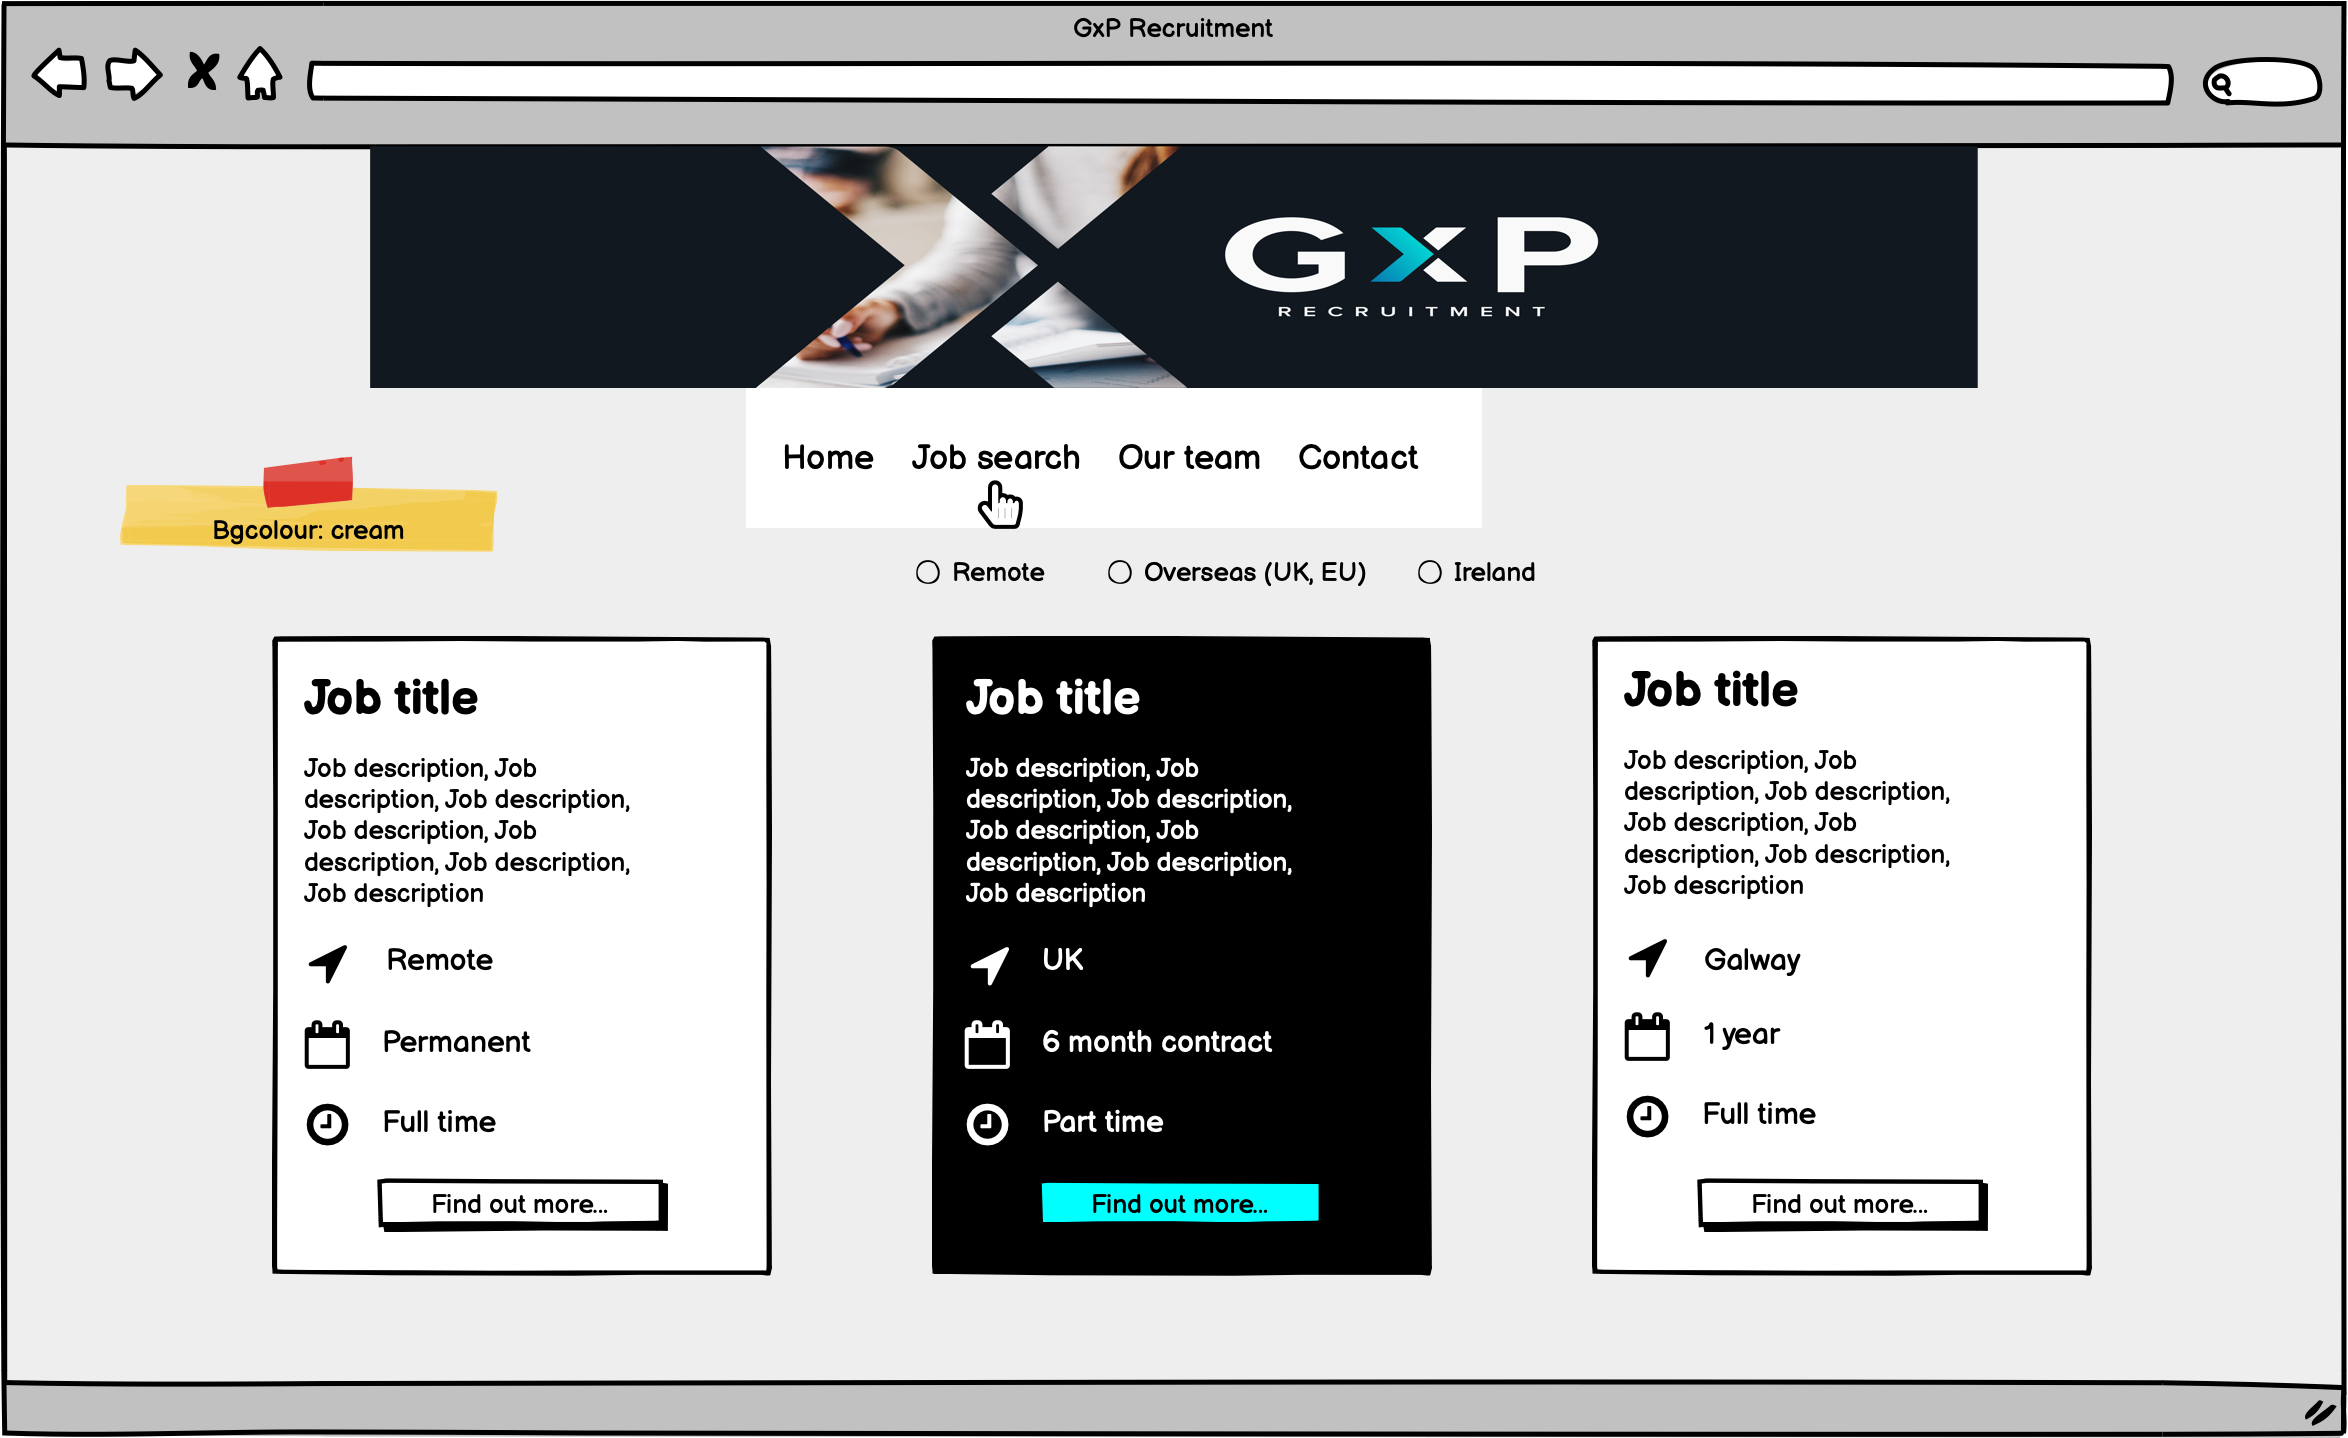 GxP Recruitment
GxP
RECRUITMENT
Home Job search Our team Contact
Bgcolour: cream
Remote Overseas (UK, EU) Ireland
Job title
Job description, Job
description, Job description,
Job description, Job
description, Job description,
Job description
Remote
Permanent
Full time
Find out more...
Job title
Job description, Job
description, Job description,
Job description, Job
description, Job description,
Job description
UK
6 month contract
Part time
Find out more...
Job title
Job description, Job
description, Job description,
Job description, Job
description, Job description,
Job description
Galway
1 year
Full time
Find out more...